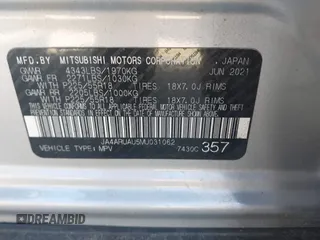 MFD BY MITSUBISHI MOTORS CORPORATION, JAPAN
GVWR 4343LBS/1970KG JUN 2021
GAWR FR 2271LBS/1030KG
WITH P225/55R18 TIRES 18X7.0J RIMS
GAWR RR 2205LBS/1000KG
WITH P225/55R18 TIRES 18X7.0J RIMS
JA4ARUAU5MU031062
VEHICLE TYPE: MPV 7430C 357
AUTOBIDMASTER